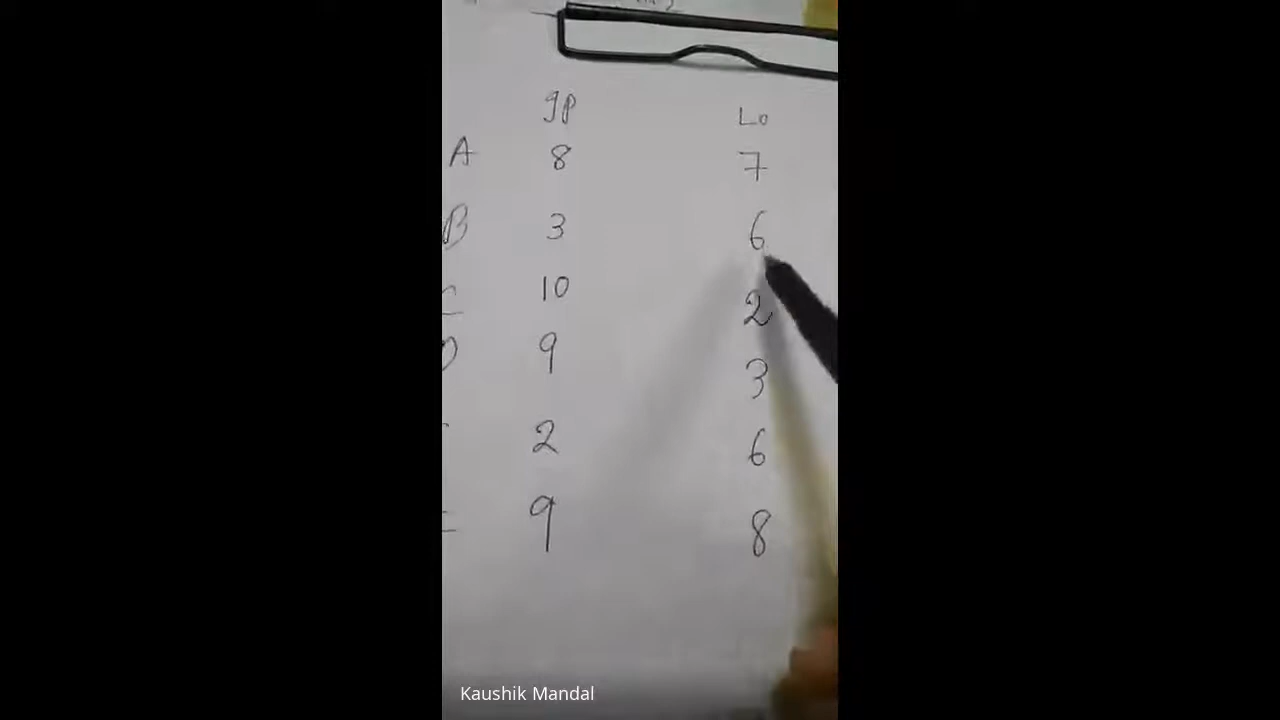 gp Lo
A 8 7
B 3 6
C 10 2
D 9 3
2 6
9 8
Kaushik Mandal